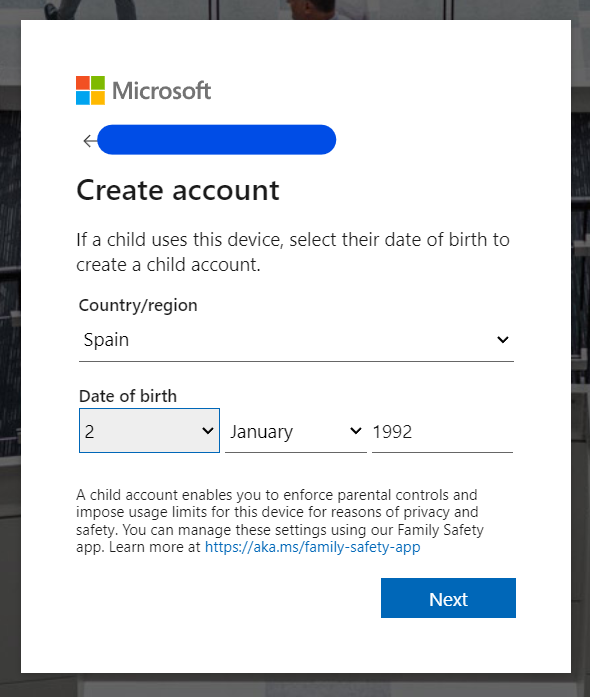 Microsoft
Create account
If a child uses this device, select their date of birth to
create a child account.
Country/region
Spain
Date of birth
2 January 1992
A child account enables you to enforce parental controls and
impose usage limits for this device for reasons of privacy and
safety. You can manage these settings using our Family Safety
app. Learn more at https://aka.ms/family-safety-app
Next